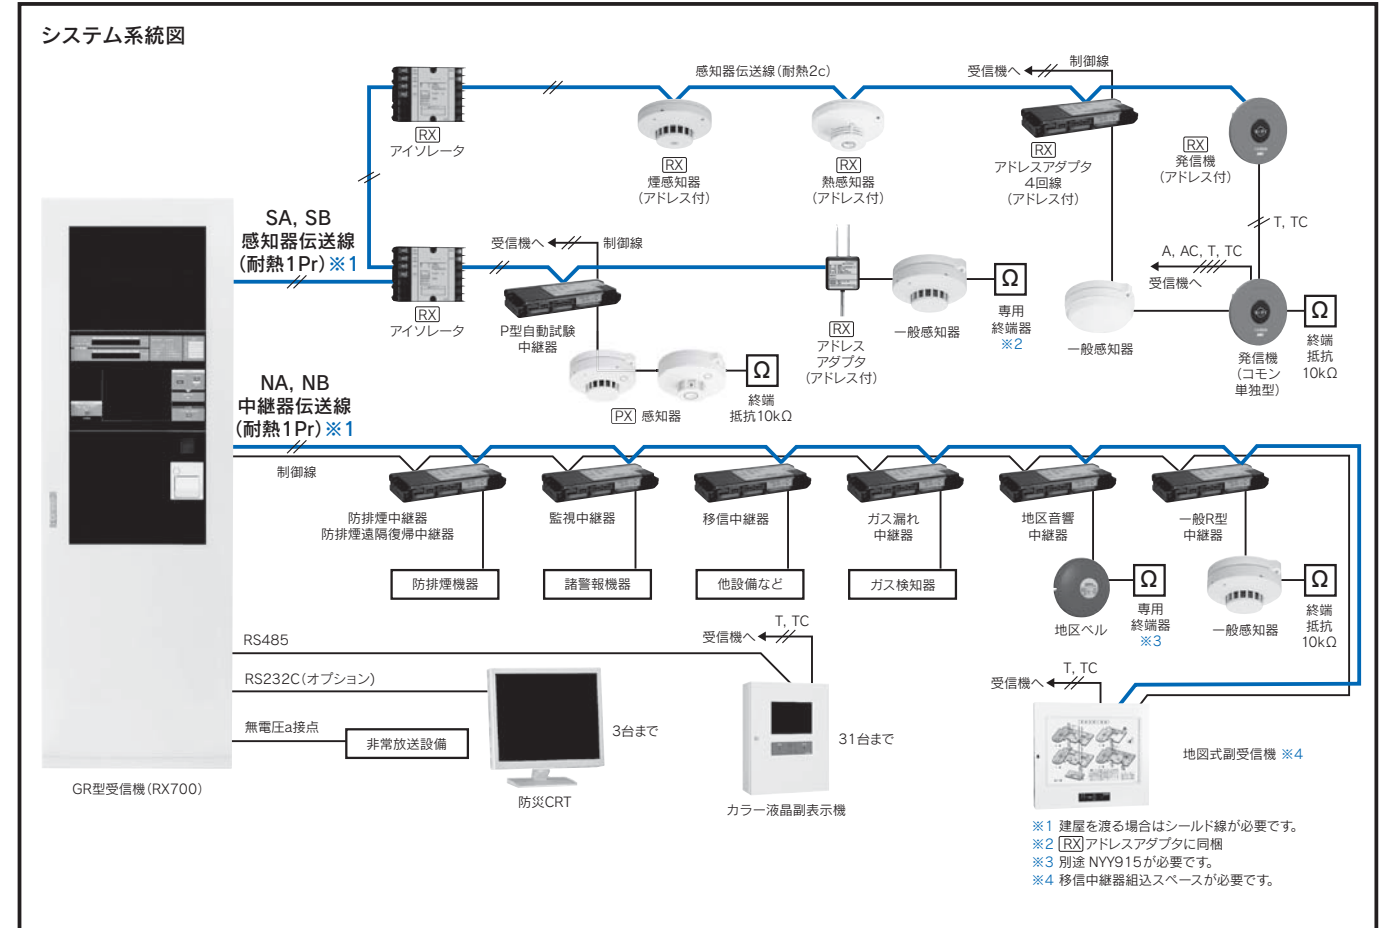 システム系統図
感知器伝送線(耐熱2c)
受信機へ
制御線
RX
アイソレータ
RX
煙感知器
(アドレス付)
RX
熱感知器
(アドレス付)
RX
アドレスアダプタ
4回線
(アドレス付)
RX
発信機
(アドレス付)
T, TC
SA, SB
感知器伝送線
(耐熱1Pr)※1
RX
アイソレータ
受信機へ
制御線
P型自動試験
中継器
RX
アドレス
アダプタ
(アドレス付)
一般感知器
Ω
専用
終端器
※2
一般感知器
A, AC, T, TC
受信機へ
発信機
(コモン
単独型)
Ω
終端
抵抗
10kΩ
PX 感知器
Ω
終端
抵抗10kΩ
NA, NB
中継器伝送線
(耐熱1Pr)※1
制御線
防排煙中継器
防排煙遠隔復帰中継器
監視中継器
移信中継器
ガス漏れ
中継器
地区音響
中継器
一般R型
中継器
防排煙機器
諸警報機器
他設備など
ガス検知器
地区ベル
Ω
専用
終端器
※3
一般感知器
Ω
終端
抵抗
10kΩ
RS485
受信機へ
T, TC
RS232C(オプション)
無電圧a接点
非常放送設備
3台まで
防災CRT
31台まで
カラー液晶副表示機
受信機へ
T, TC
地図式副受信機 ※4
GR型受信機(RX700)
※1 建屋を渡る場合はシールド線が必要です。
※2 RXアドレスアダプタに同梱
※3 別途 NYY915が必要です。
※4 移信中継器組込スペースが必要です。